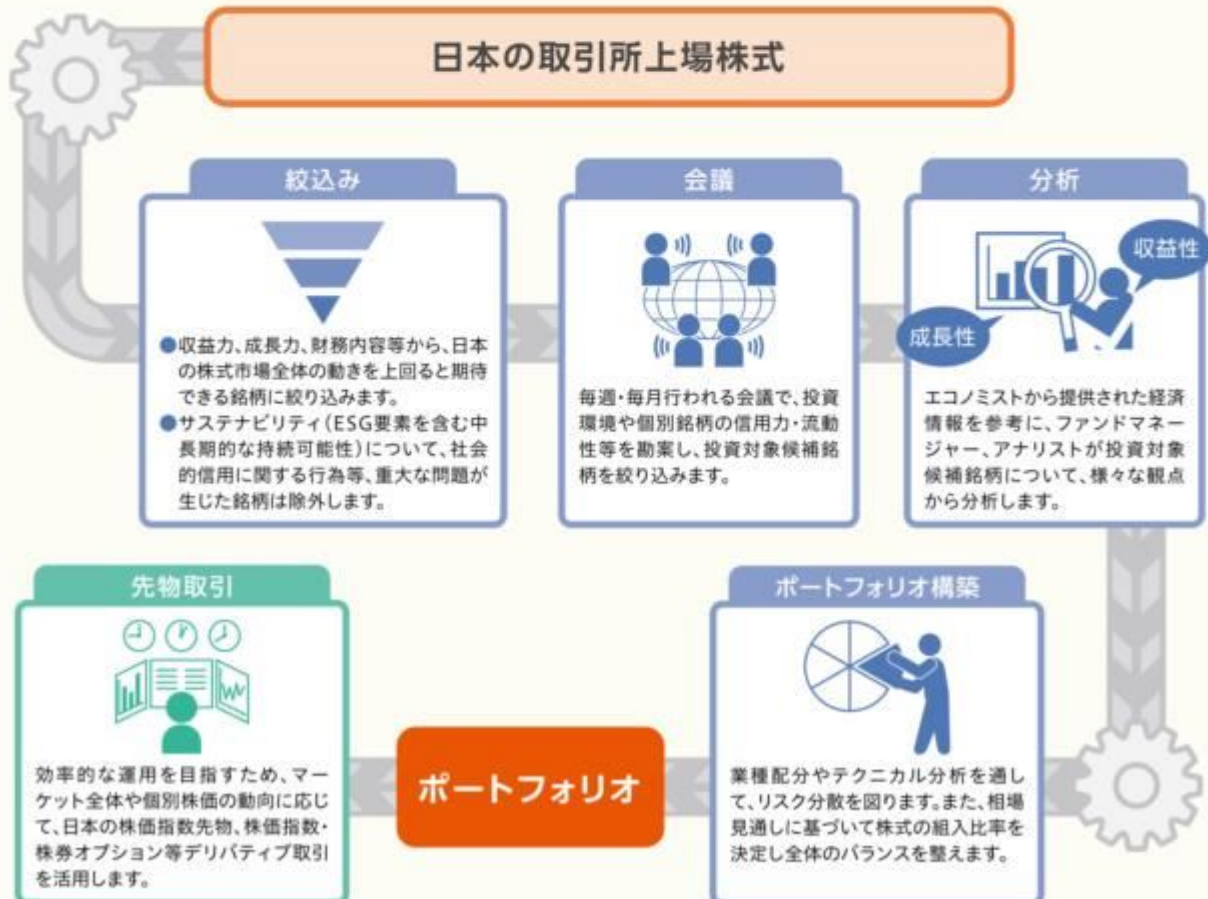 日本の取引所上場株式
絞込み
●収益力、成長力、財務内容等から、日本
の株式市場全体の動きを上回ると期待
できる銘柄に絞り込みます。
●サステナビリティ(ESG要素を含む中
長期的な持続可能性)について、社会
的信用に関する行為等、重大な問題が
生じた銘柄は除外します。
会議
毎週・毎月行われる会議で、投資
環境や個別銘柄の信用力・流動
性等を勘案し、投資対象候補銘
柄を絞り込みます。
分析
収益性
成長性
エコノミストから提供された経済
情報を参考に、ファンドマネー
ジャー、アナリストが投資対象
候補銘柄について、様々な観点
から分析します。
ポートフォリオ構築
業種配分やテクニカル分析を通し
て、リスク分散を図ります。また、相場
見通しに基づいて株式の組入比率を
決定し全体のバランスを整えます。
ポートフォリオ
先物取引
効率的な運用を目指すため、マー
ケット全体や個別株価の動向に応じ
て、日本の株価指数先物、株価指数・
株券オプション等デリバティブ取引
を活用します。